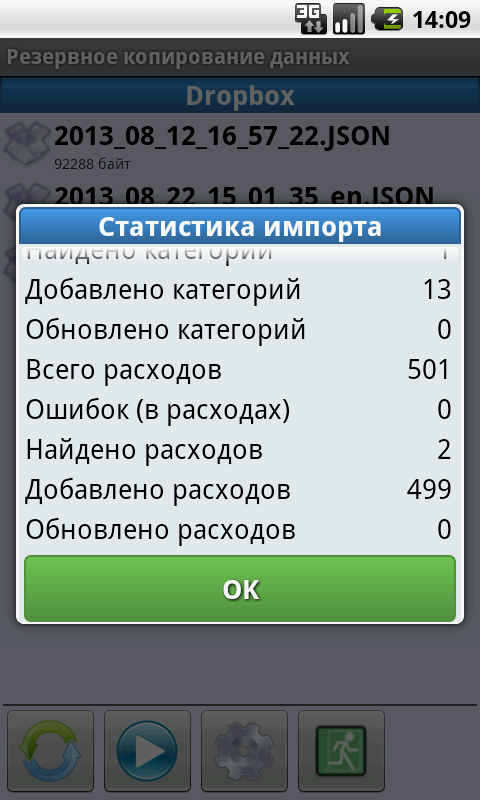 3G 14:09
Резервное копирование данных
Dropbox
2013_08_12_16_57_22.JSON
92288 байт
2013_08_22_15_01_35_en.JSON
Статистика импорта
Найдено категорий 1
Добавлено категорий 13
Обновлено категорий 0
Всего расходов 501
Ошибок (в расходах) 0
Найдено расходов 2
Добавлено расходов 499
Обновлено расходов 0
OK